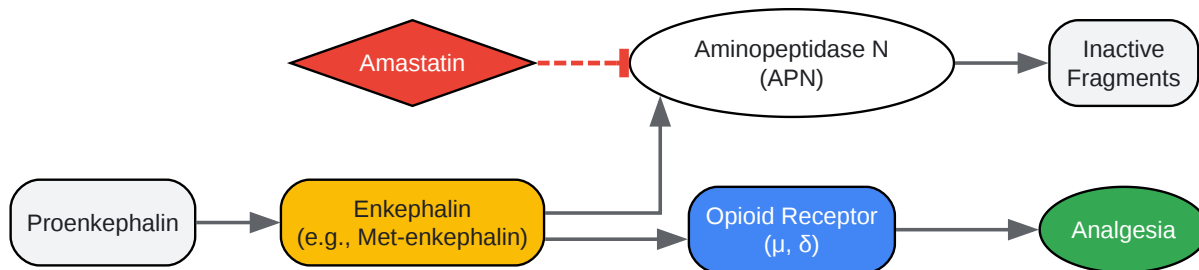 Amastatin
Aminopeptidase N
(APN)
Inactive
Fragments
Proenkephalin
Enkephalin
(e.g., Met-enkephalin)
Opioid Receptor
(μ, δ)
Analgesia